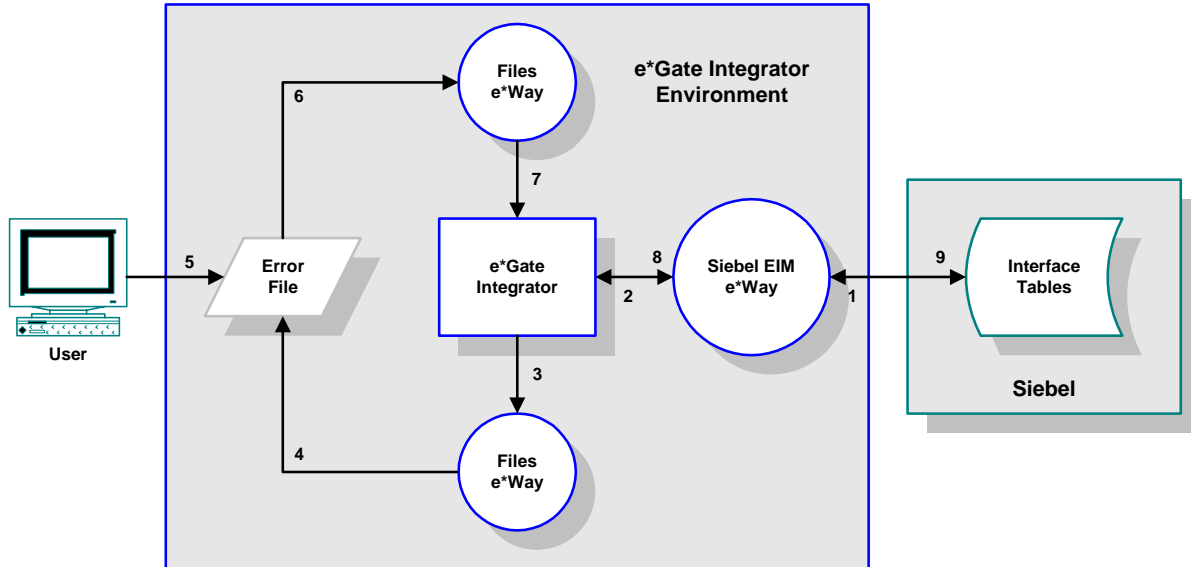 Files
e*Way
e*Gate Integrator
Environment
6
7
User
5
Error
File
e*Gate
Integrator
8
2
Siebel EIM
e*Way
1
9
Interface
Tables
Siebel
3
4
Files
e*Way